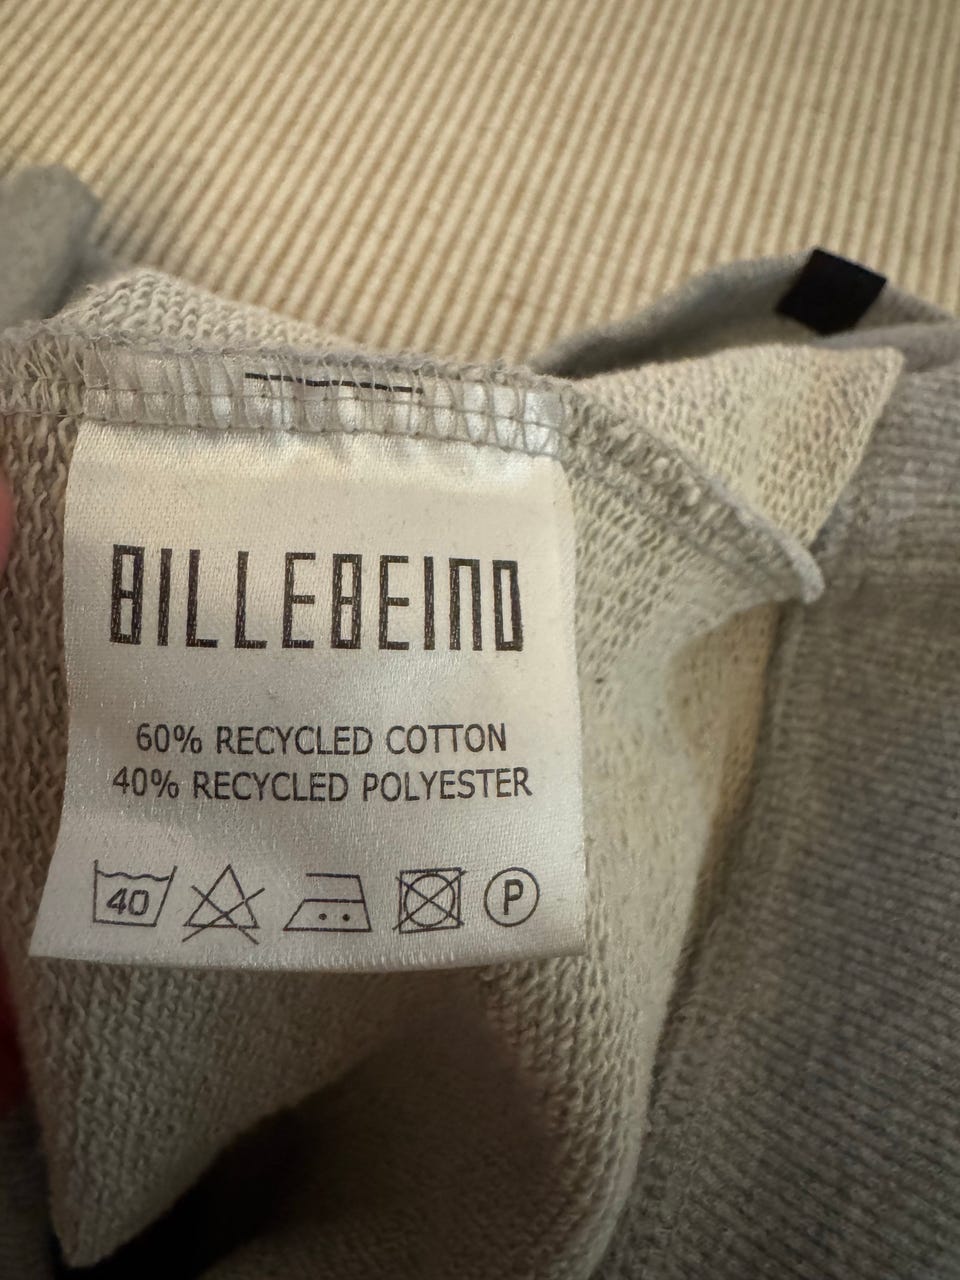 BILLEBEINO
60% RECYCLED COTTON
40% RECYCLED POLYESTER
40 P